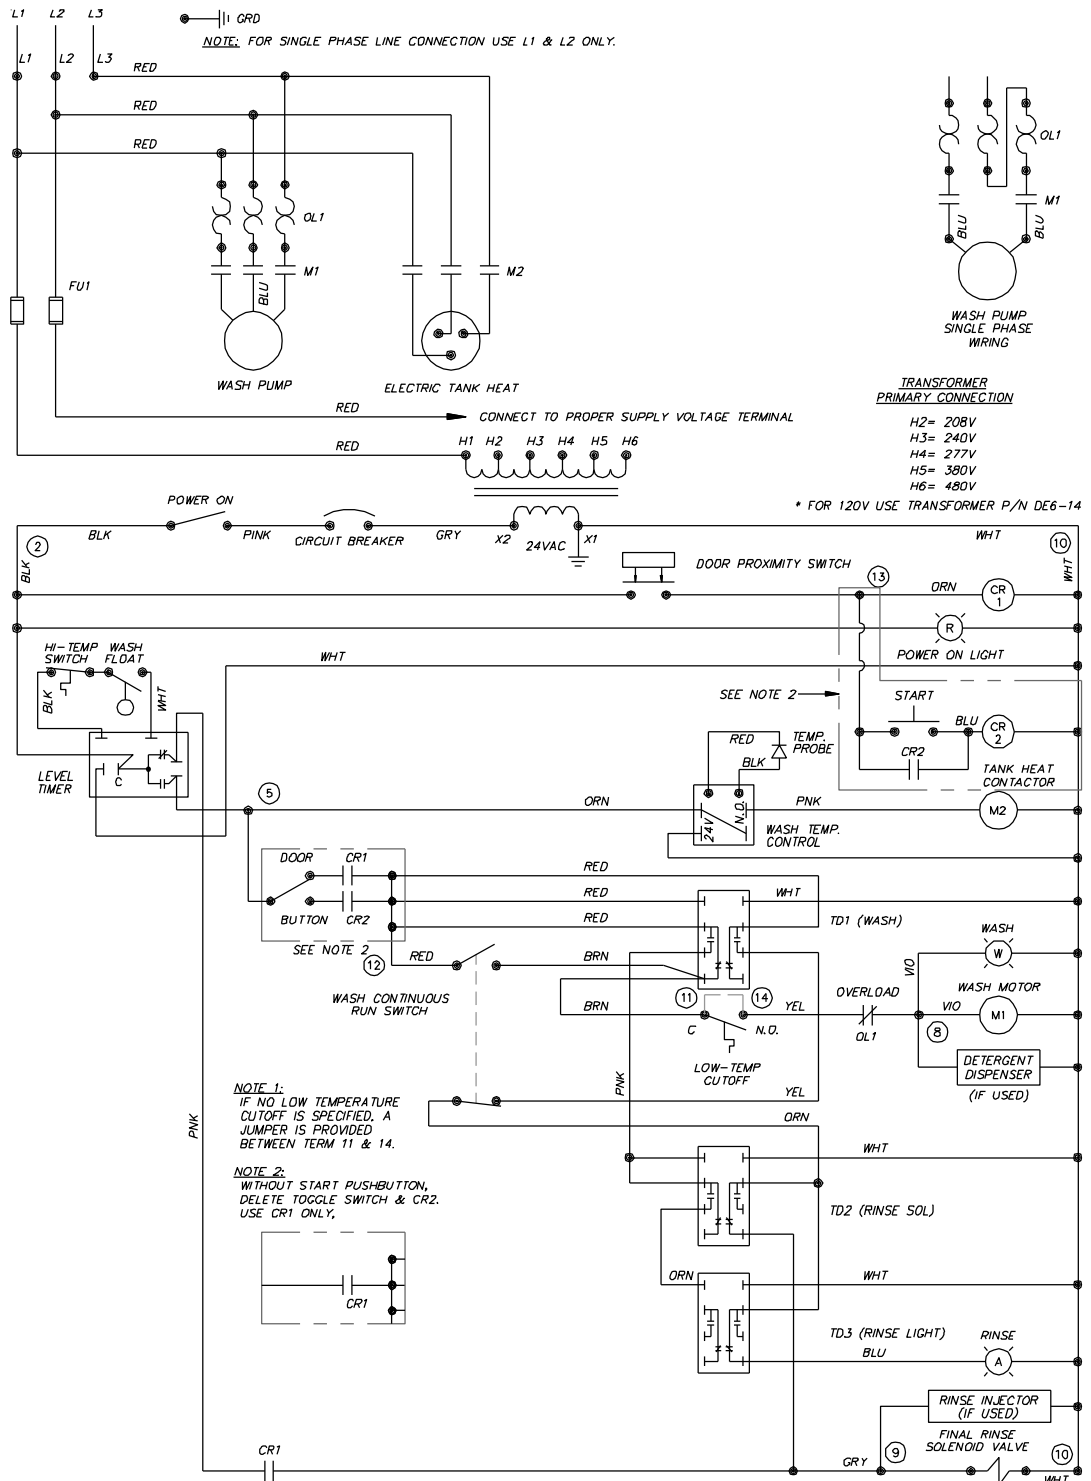 L1 L2 L3
GRD
NOTE: FOR SINGLE PHASE LINE CONNECTION USE L1 & L2 ONLY.
L1 L2 L3
RED
RED
RED
OL1
OL1
M1
M2
M1
BLU
BLU
BLU
FU1
WASH PUMP
ELECTRIC TANK HEAT
WASH PUMP
SINGLE PHASE
WIRING
TRANSFORMER
PRIMARY CONNECTION
H2= 208V
H3= 240V
H4= 277V
H5= 380V
H6= 480V
* FOR 120V USE TRANSFORMER P/N DE6-14
RED
CONNECT TO PROPER SUPPLY VOLTAGE TERMINAL
RED
H1 H2 H3 H4 H5 H6
POWER ON
BLK
PINK
CIRCUIT BREAKER
GRY
X2
24VAC
X1
WHT
2
10
BLK
WHT
DOOR PROXIMITY SWITCH
13
ORN
CR
1
R
POWER ON LIGHT
HI-TEMP
SWITCH
WASH
FLOAT
WHT
BLK
WHT
SEE NOTE 2
START
BLU
CR
2
CR2
LEVEL
TIMER
C
RED
BLK
TEMP.
PROBE
TANK HEAT
CONTACTOR
5
ORN
24V
N.O.
PNK
M2
WASH TEMP.
CONTROL
DOOR
CR1
BUTTON
CR2
SEE NOTE 2
RED
RED
RED
WHT
TD1 (WASH)
12
RED
BRN
WASH CONTINUOUS
RUN SWITCH
BRN
11
14
C
N.O.
YEL
LOW-TEMP
CUTOFF
OVERLOAD
OL1
VIO
WASH
W
WASH MOTOR
VIO
M1
8
DETERGENT
DISPENSER
(IF USED)
PNK
YEL
ORN
PNK
NOTE 1:
IF NO LOW TEMPERATURE
CUTOFF IS SPECIFIED, A
JUMPER IS PROVIDED
BETWEEN TERM 11 & 14.
NOTE 2:
WITHOUT START PUSHBUTTON,
DELETE TOGGLE SWITCH & CR2.
USE CR1 ONLY,
CR1
WHT
TD2 (RINSE SOL)
ORN
WHT
TD3 (RINSE LIGHT)
BLU
RINSE
A
RINSE INJECTOR
(IF USED)
FINAL RINSE
SOLENOID VALVE
CR1
GRY
9
10
WHT